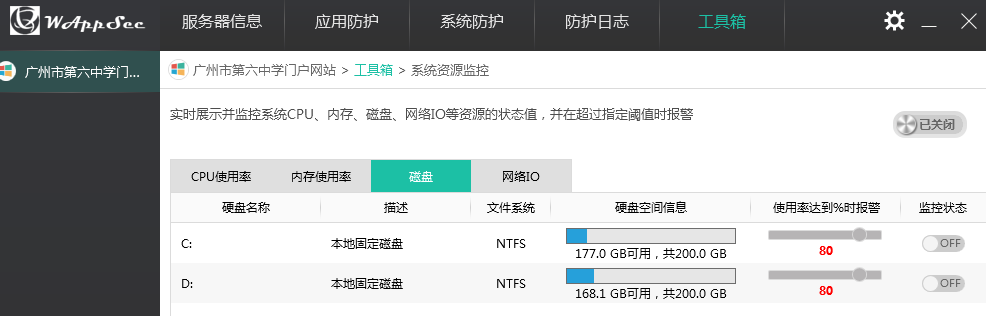 WAppSec
服务器信息 应用防护 系统防护 防护日志 工具箱
广州市第六中学门...
广州市第六中学门户网站 > 工具箱 > 系统资源监控
实时展示并监控系统CPU、内存、磁盘、网络IO等资源的状态值，并在超过指定阈值时报警
已关闭
CPU使用率 内存使用率 磁盘 网络IO
硬盘名称 描述 文件系统 硬盘空间信息 使用率达到%时报警 监控状态
C: 本地固定磁盘 NTFS OFF
177.0 GB可用，共200.0 GB 80
D: 本地固定磁盘 NTFS OFF
168.1 GB可用，共200.0 GB 80